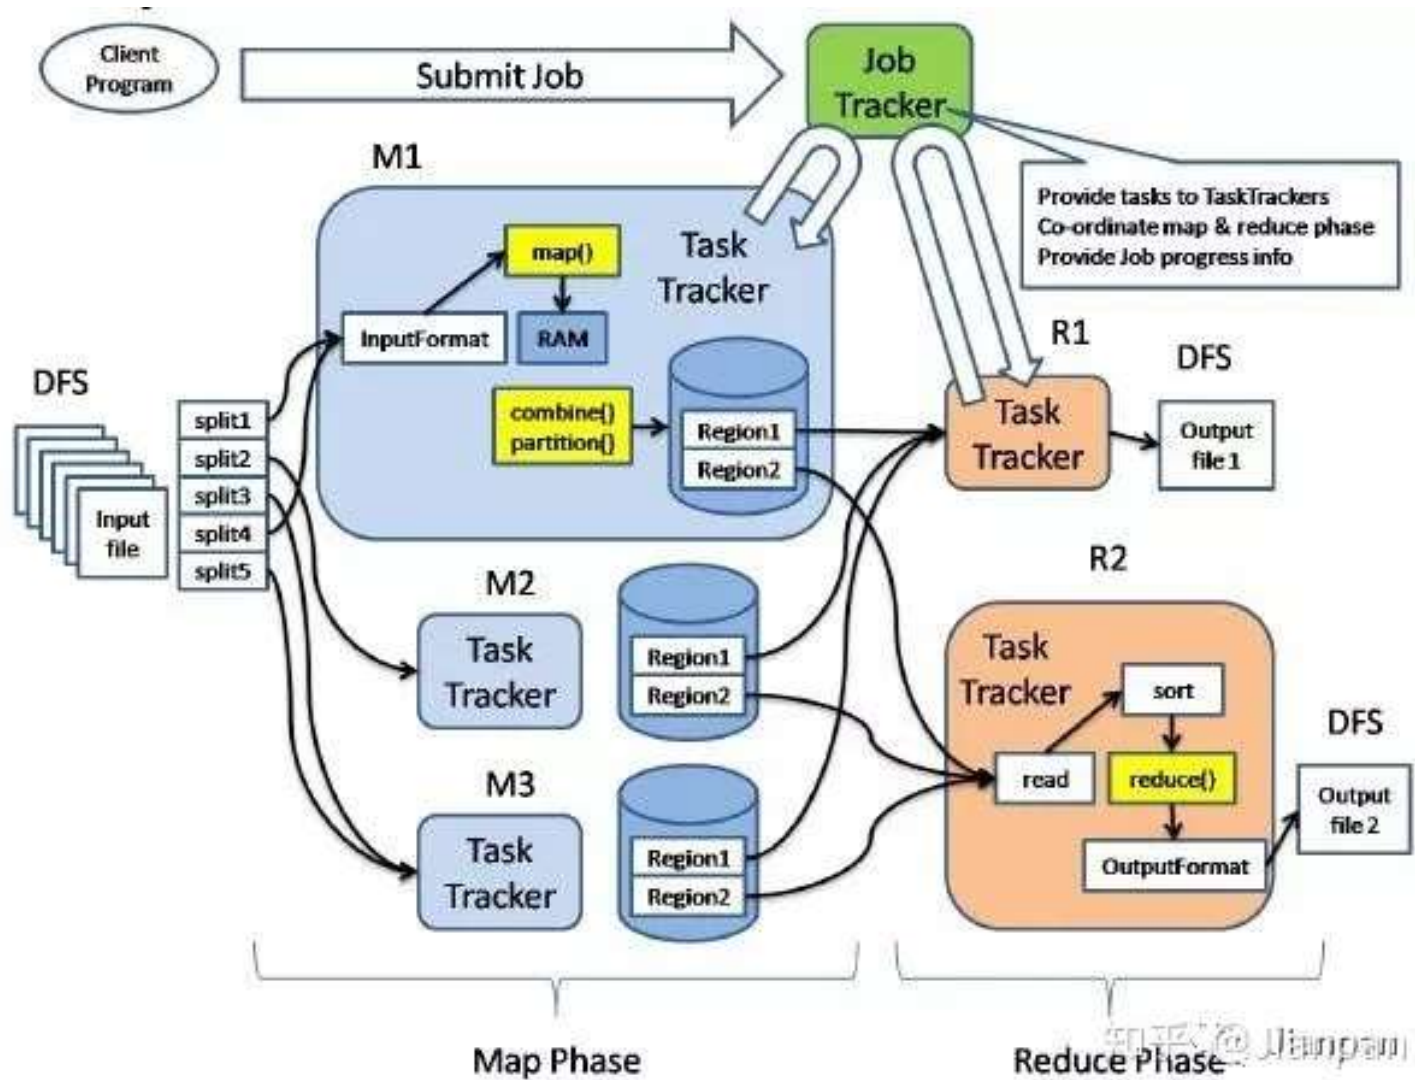 Client
Program
Submit Job
Job
Tracker
Provide tasks to TaskTrackers
Co-ordinate map & reduce phase
Provide Job progress info
M1
Task
Tracker
map()
InputFormat
RAM
combine()
partition()
Region1
Region2
DFS
Input
file
split1
split2
split3
split4
split5
M2
Task
Tracker
Region1
Region2
M3
Task
Tracker
Region1
Region2
R1
Task
Tracker
DFS
Output
file 1
R2
Task
Tracker
sort
read
reduce()
OutputFormat
DFS
Output
file 2
Map Phase
Reduce Phase
知乎 @Jianpan